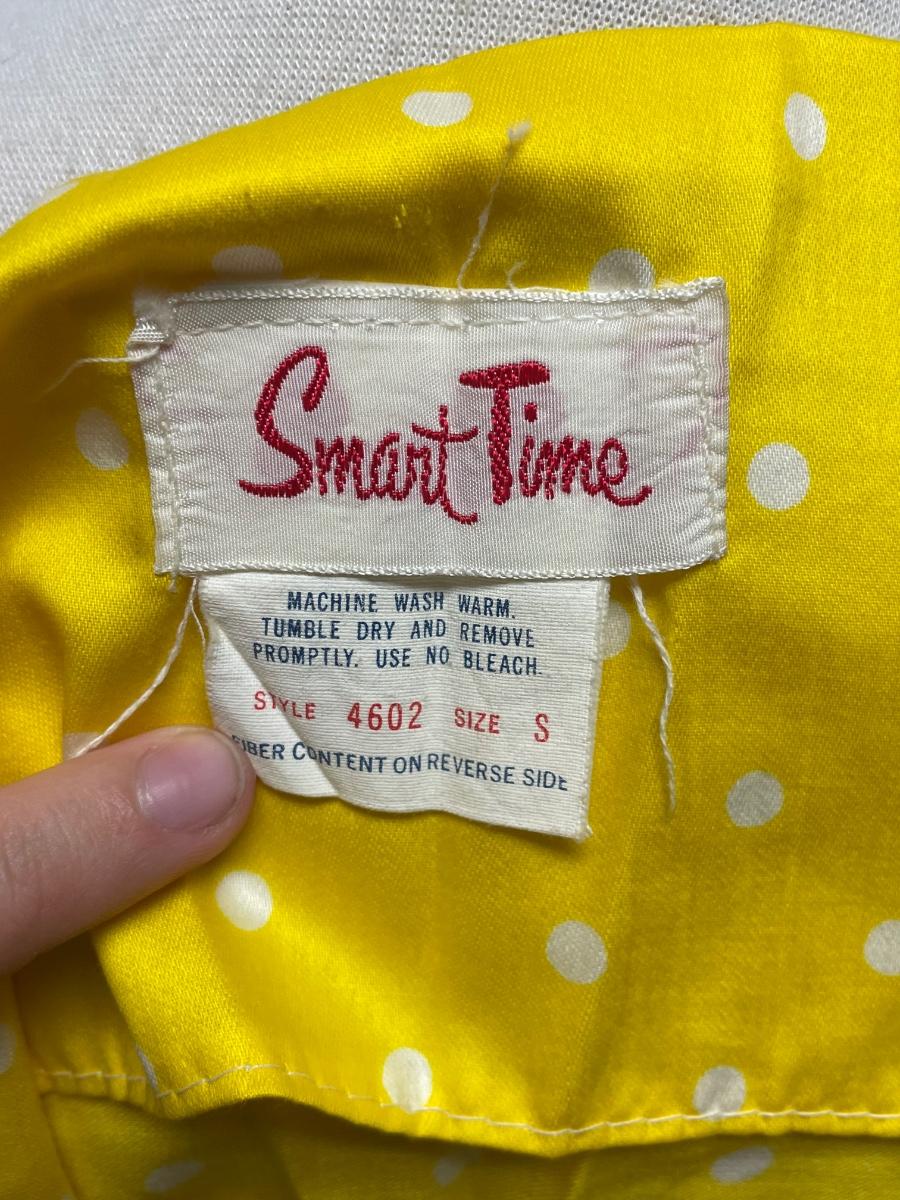 Smart Time
MACHINE WASH WARM.
TUMBLE DRY AND REMOVE
PROMPTLY. USE NO BLEACH.
STYLE 4602 SIZE S
FIBER CONTENT ON REVERSE SIDE